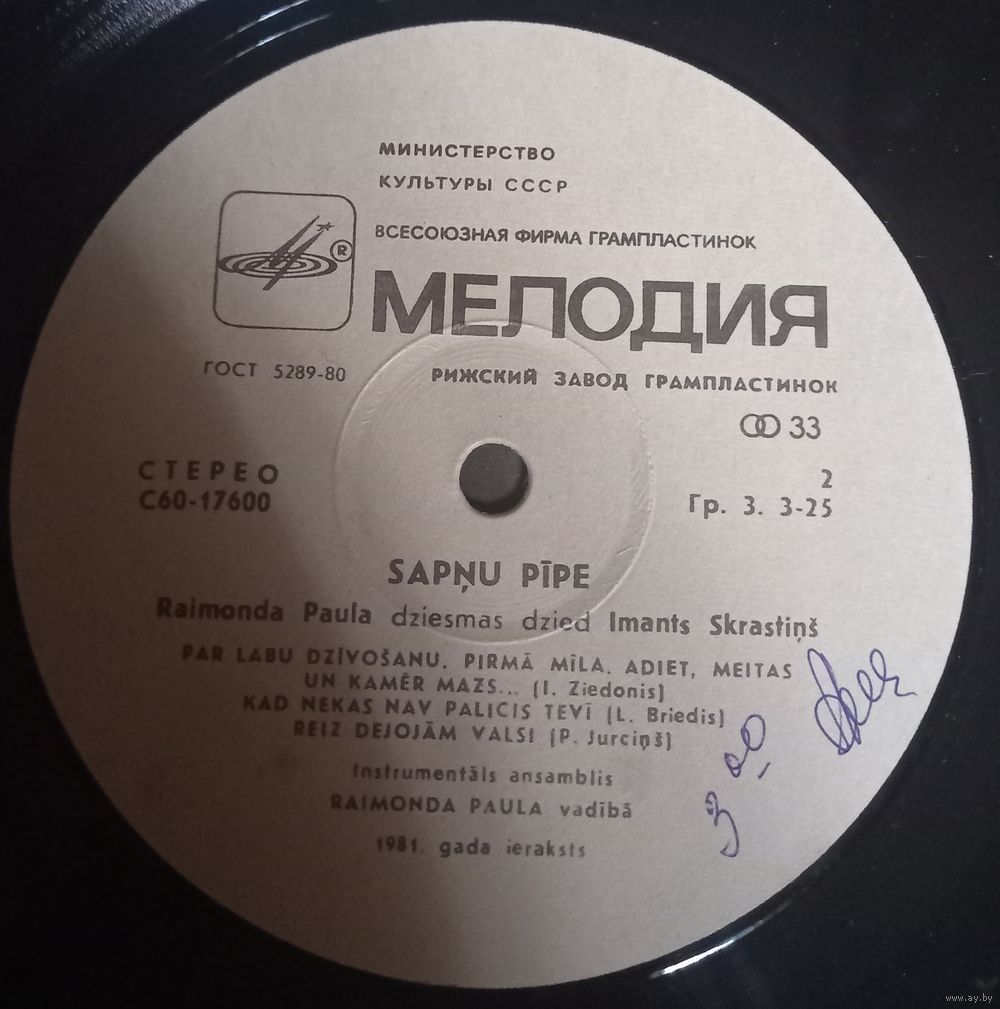 МИНИСТЕРСТВО
КУЛЬТУРЫ СССР
ВСЕСОЮЗНАЯ ФИРМА ГРАМПЛАСТИНОК
®
МЕЛОДИЯ
ГОСТ 5289-80
РИЖСКИЙ ЗАВОД ГРАМПЛАСТИНОК
33
СТЕРЕО
2
С60-17600
Гр. 3. 3-25
SAPŅU PĪPE
Raimonda Paula dziesmas dzied Imants Skrastiņš
PAR LABU DZĪVOŠANU. PIRMĀ MĪLA. ADIET, MEITAS
UN KAMĒR MAZS... (I. Ziedonis)
KAD NEKAS NAV PALICIS TEVĪ (L. Briedis)
REIZ DEJOJĀM VALSI (P. Jurciņš)
Instrumentāls ansamblis
RAIMONDA PAULA vadībā
1981. gada ieraksts
www.ay.by